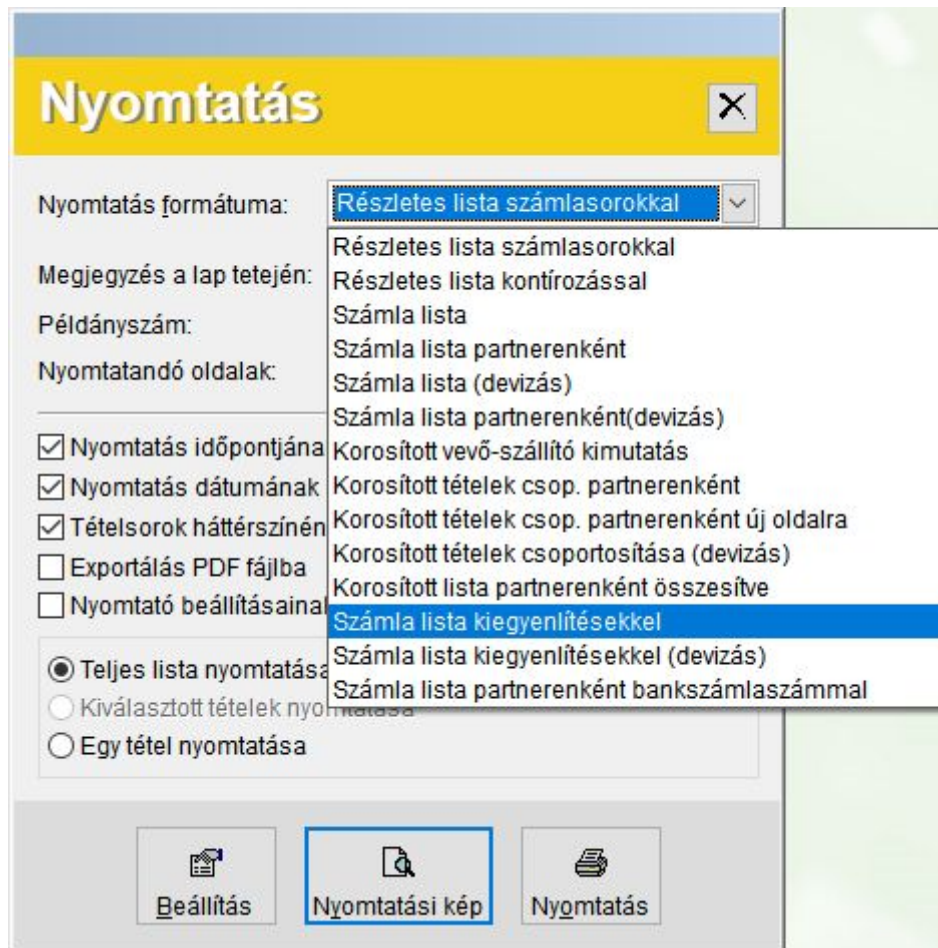 Nyomtatás
Nyomtatás formátuma:
Részletes lista számlasorokkal
Részletes lista számlasorokkal
Részletes lista kontírozással
Számla lista
Számla lista partnerenként
Számla lista (devizás)
Számla lista partnerenként(devizás)
Korosított vevő-szállító kimutatás
Korosított tételek csop. partnerenként
Korosított tételek csop. partnerenként új oldalra
Korosított tételek csoportosítása (devizás)
Korosított lista partnerenként összesítve
Számla lista kiegyenlítésekkel
Számla lista kiegyenlítésekkel (devizás)
Számla lista partnerenként bankszámlaszámmal
Megjegyzés a lap tetején:
Példányszám:
Nyomtatandó oldalak:
Nyomtatás időpontjána
Nyomtatás dátumának
Tételsorok háttérszínén
Exportálás PDF fájlba
Nyomtató beállításainal
Teljes lista nyomtatása
Kiválasztott tételek nyomtatása
Egy tétel nyomtatása
Beállítás
Nyomtatási kép
Nyomtatás